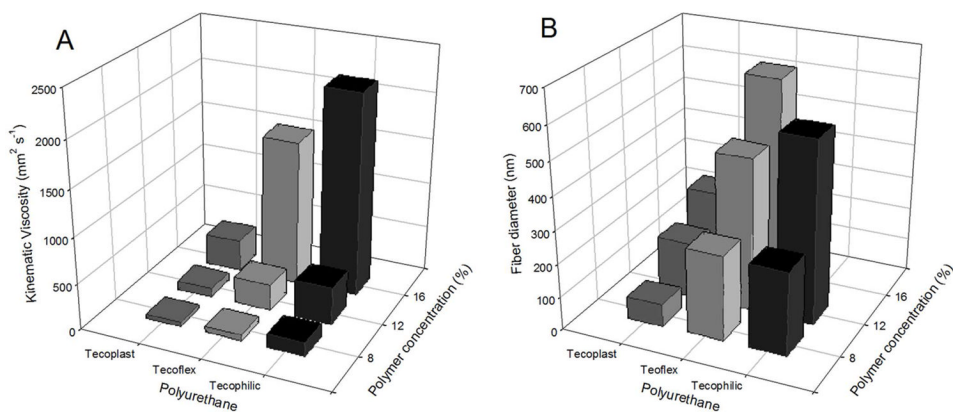 A
Kinematic Viscosity (mm² s⁻¹)
2500
2000
1500
1000
500
0
Tecoplast
Tecoflex
Tecophilic
Polyurethane
8
12
16
Polymer concentration (%)
B
Fiber diameter (nm)
700
600
500
400
300
200
100
0
Tecoplast
Teoflex
Tecophilic
Polyurethane
8
12
16
Polymer concentration (%)